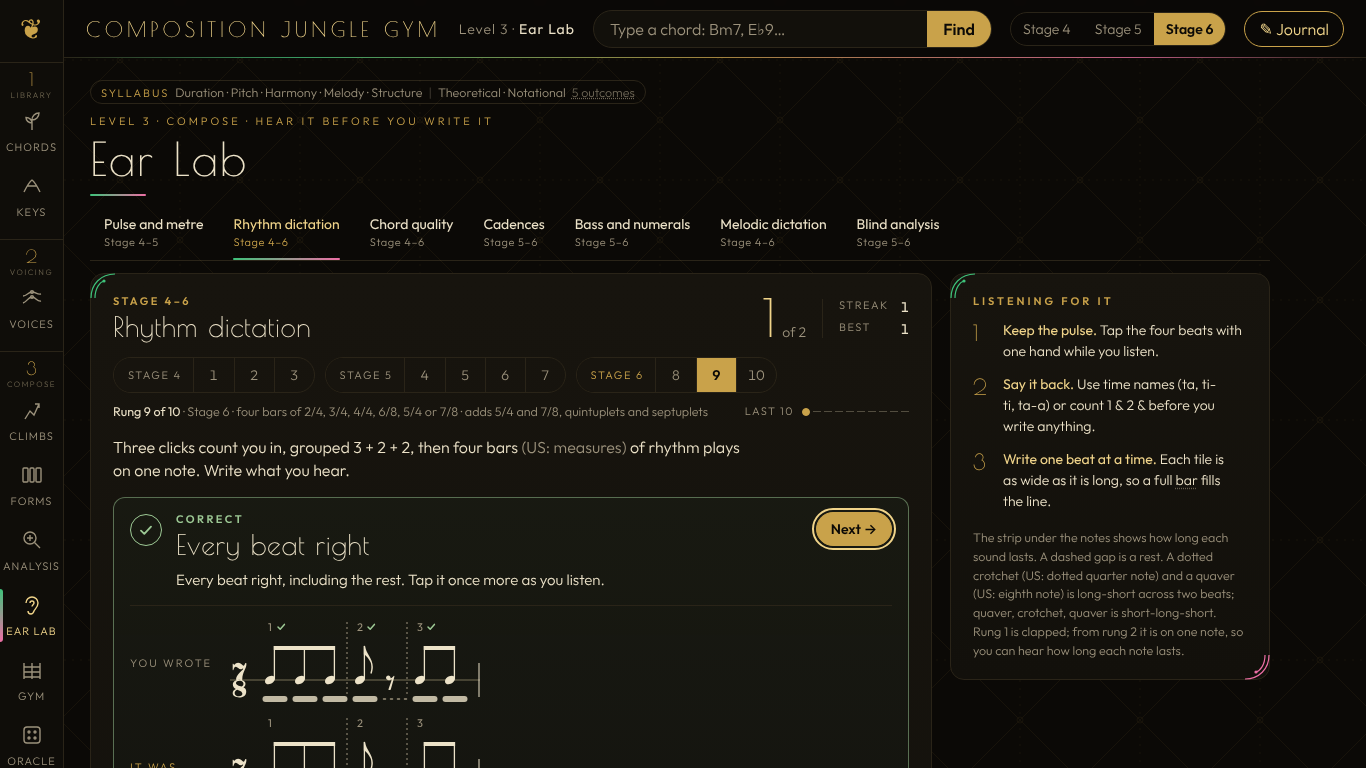 COMPOSITION JUNGLE GYM
Level 3 · Ear Lab
Type a chord: Bm7, E♭9...
Find
Stage 4
Stage 5
Stage 6
✎ Journal
1
LIBRARY
CHORDS
KEYS
2
VOICING
VOICES
3
COMPOSE
CLIMBS
FORMS
ANALYSIS
EAR LAB
GYM
ORACLE
SYLLABUS Duration · Pitch · Harmony · Melody · Structure | Theoretical · Notational 5 outcomes
LEVEL 3 · COMPOSE · HEAR IT BEFORE YOU WRITE IT
Ear Lab
Pulse and metre
Stage 4–5
Rhythm dictation
Stage 4–6
Chord quality
Stage 4–6
Cadences
Stage 5–6
Bass and numerals
Stage 5–6
Melodic dictation
Stage 4–6
Blind analysis
Stage 5–6
STAGE 4–6
Rhythm dictation
1 of 2
STREAK 1
BEST 1
STAGE 4 1 2 3
STAGE 5 4 5 6 7
STAGE 6 8 9 10
Rung 9 of 10 · Stage 6 · four bars of 2/4, 3/4, 4/4, 6/8, 5/4 or 7/8 · adds 5/4 and 7/8, quintuplets and septuplets
LAST 10
Three clicks count you in, grouped 3 + 2 + 2, then four bars (US: measures) of rhythm plays
on one note. Write what you hear.
CORRECT
Every beat right
Every beat right, including the rest. Tap it once more as you listen.
Next →
1 ✓ 2 ✓ 3 ✓
YOU WROTE
7
8
1 2 3
IT WAS
7
LISTENING FOR IT
1
Keep the pulse. Tap the four beats with
one hand while you listen.
2
Say it back. Use time names (ta, ti-
ti, ta-a) or count 1 & 2 & before you
write anything.
3
Write one beat at a time. Each tile is
as wide as it is long, so a full bar fills
the line.
The strip under the notes shows how long each
sound lasts. A dashed gap is a rest. A dotted
crotchet (US: dotted quarter note) and a quaver
(US: eighth note) is long-short across two beats;
quaver, crotchet, quaver is short-long-short.
Rung 1 is clapped; from rung 2 it is on one note, so
you can hear how long each note lasts.